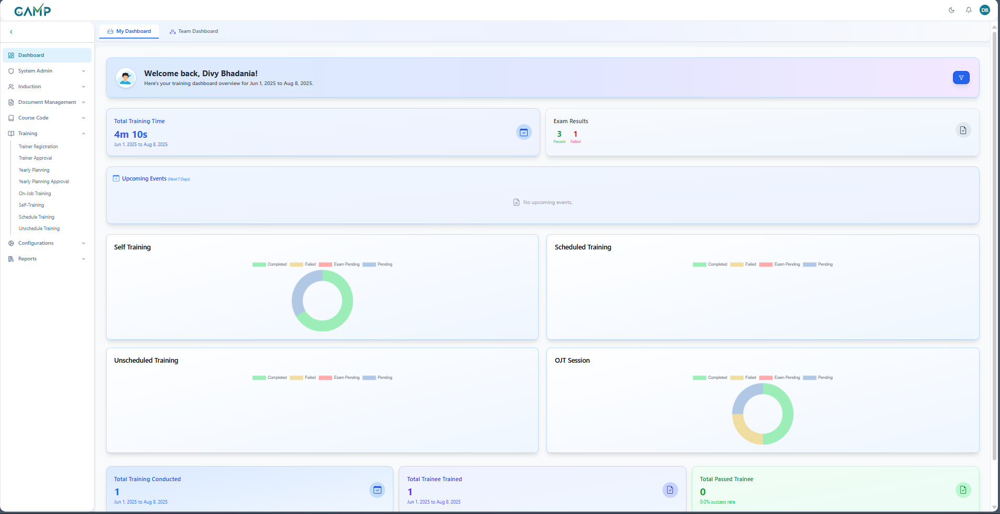 GAMP
DB
My Dashboard
Team Dashboard
Dashboard
System Admin
Induction
Document Management
Course Code
Training
Trainer Registration
Trainer Approval
Yearly Planning
Yearly Planning Approval
On-Job Training
Self-Training
Schedule Training
Unschedule Training
Configurations
Reports
Welcome back, Divy Bhadania!
Here's your training dashboard overview for Jun 1, 2025 to Aug 8, 2025.
Total Training Time
4m 10s
Jun 1, 2025 to Aug 8, 2025
Exam Results
3 1
Passed Failed
Upcoming Events (Next 7 Days)
No upcoming events.
Self Training
Completed Failed Exam Pending Pending
Scheduled Training
Completed Failed Exam Pending Pending
Unscheduled Training
Completed Failed Exam Pending Pending
OJT Session
Completed Failed Exam Pending Pending
Total Training Conducted
1
Jun 1, 2025 to Aug 8, 2025
Total Trainee Trained
1
Jun 1, 2025 to Aug 8, 2025
Total Passed Trainee
0
0.0% success rate